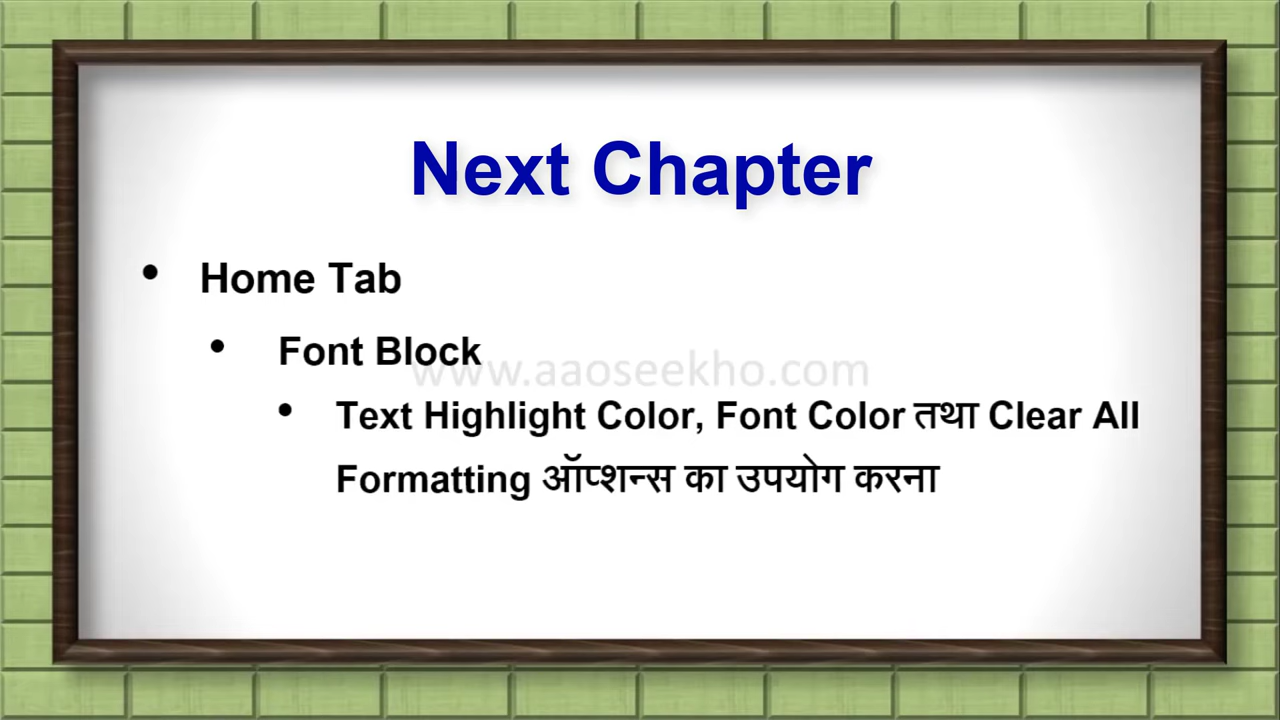 Next Chapter
• Home Tab
• Font Block
www.aaoseekho.com
• Text Highlight Color, Font Color तथा Clear All
Formatting ऑप्शन्स का उपयोग करना